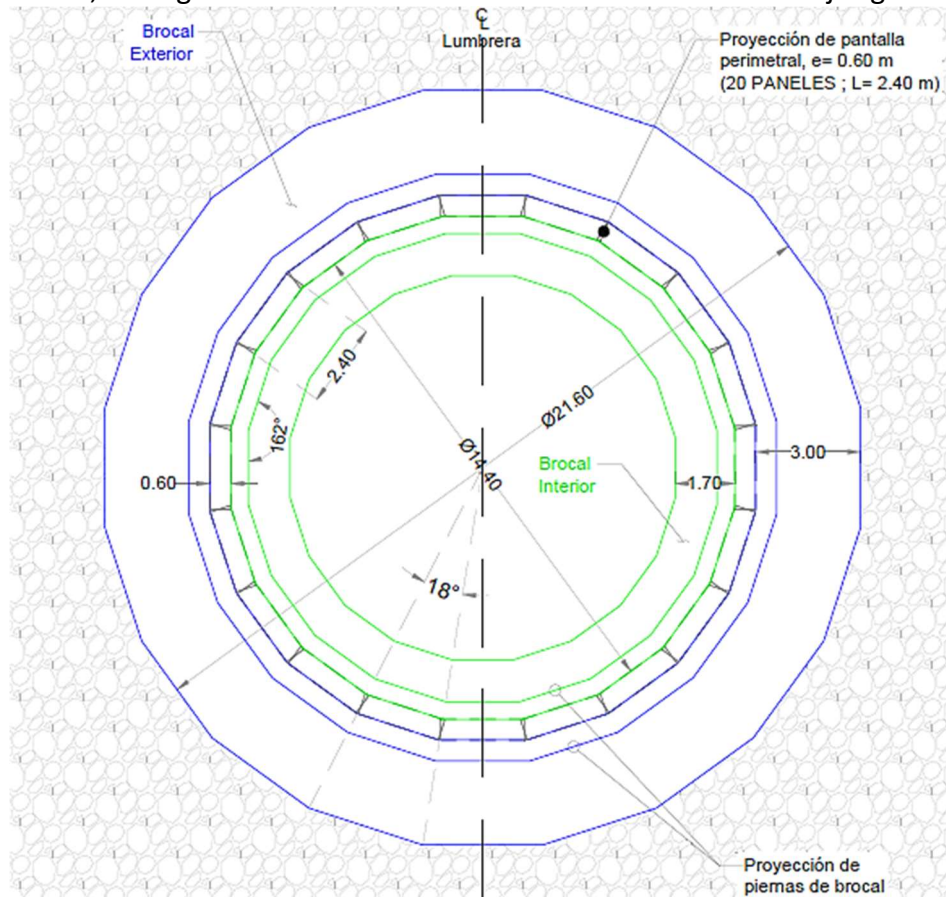 ℄
Lumbrera
Brocal
Exterior
Proyección de pantalla
perimetral, e= 0.60 m
(20 PANELES ; L= 2.40 m)
2.40
Ø21.60
162°
Ø14.40
3.00
0.60
Brocal
Interior
1.70
18°
Proyección de
piernas de brocal